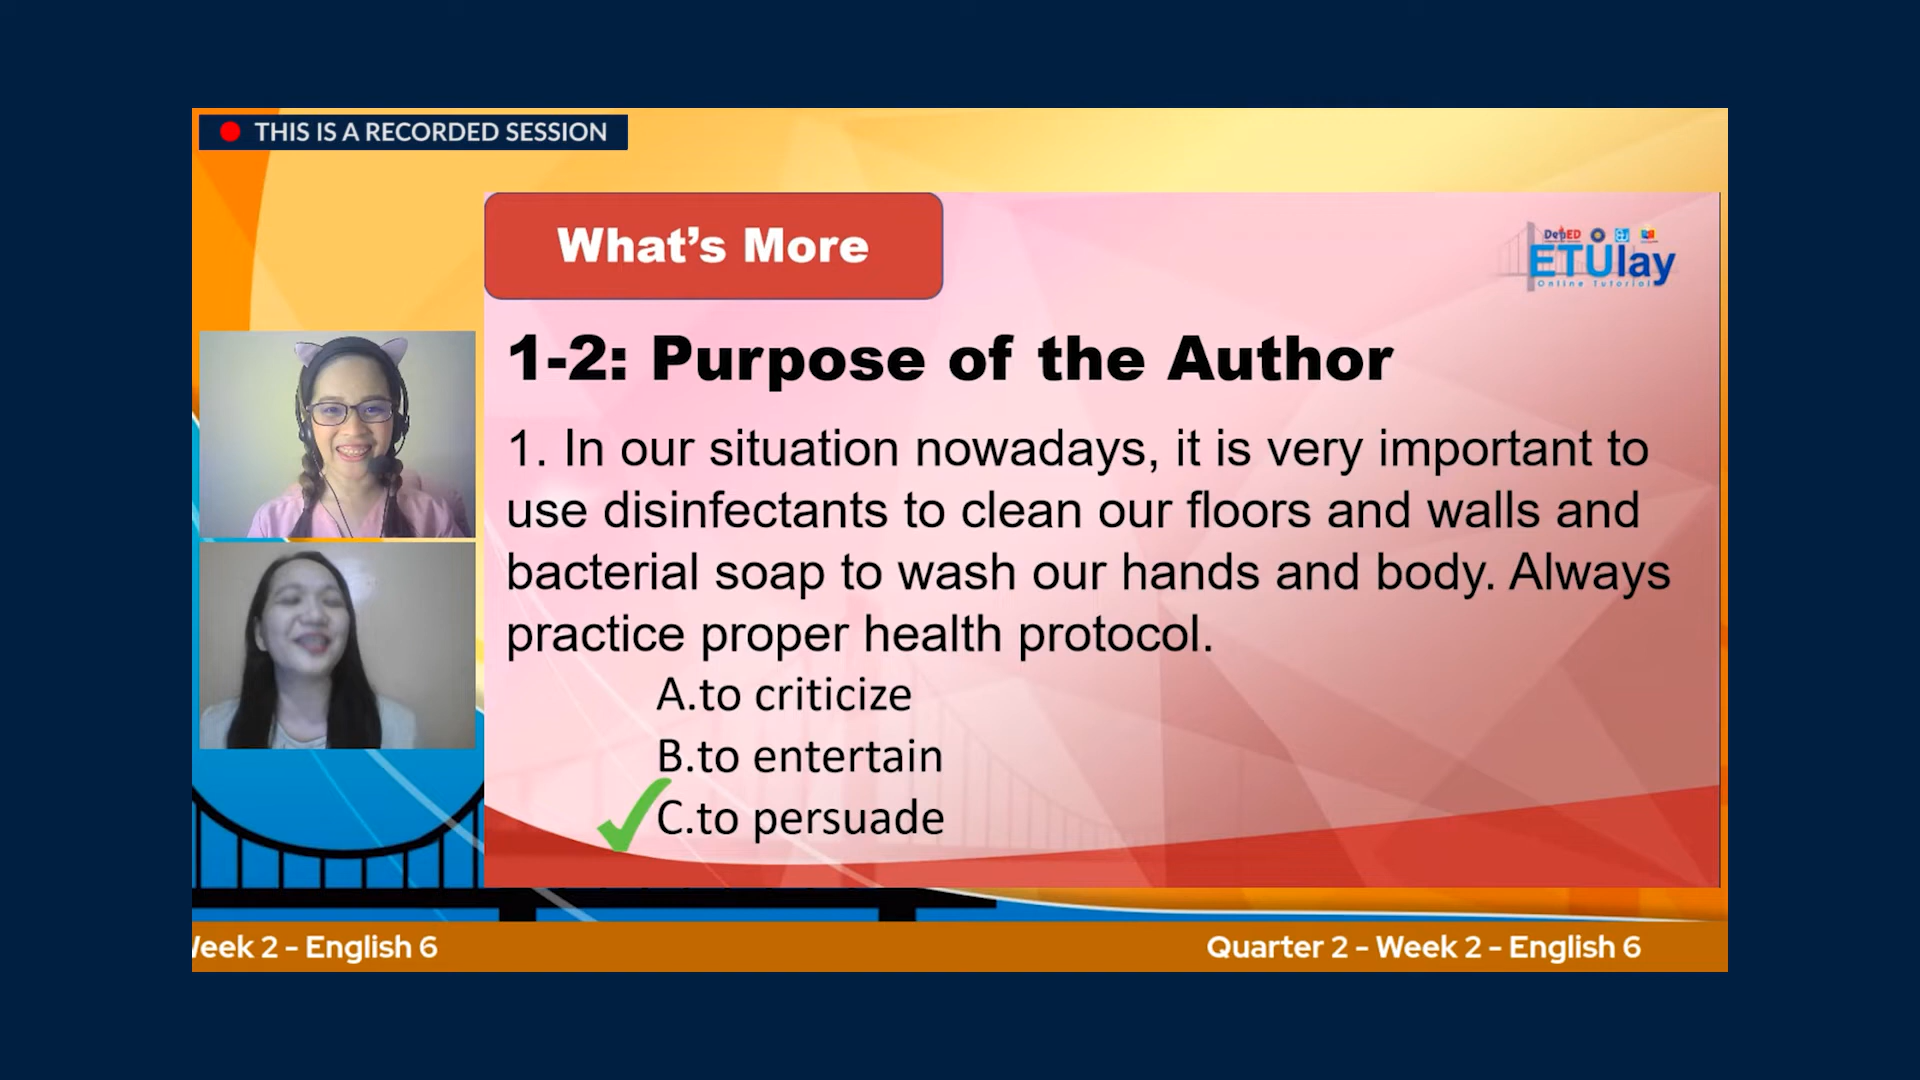 THIS IS A RECORDED SESSION
What's More
DepED
ETUlay
Online Tutorial
1-2: Purpose of the Author
1. In our situation nowadays, it is very important to
use disinfectants to clean our floors and walls and
bacterial soap to wash our hands and body. Always
practice proper health protocol.
A.to criticize
B.to entertain
C.to persuade
eek 2 - English 6
Quarter 2 - Week 2 - English 6